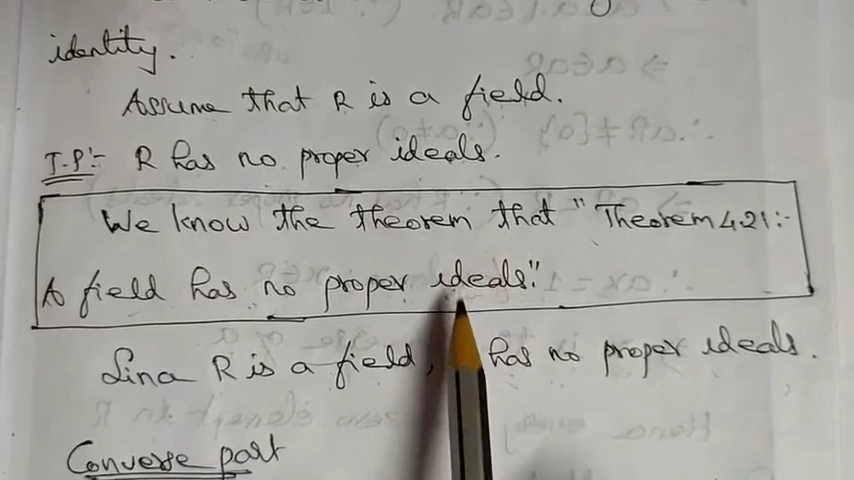 identity.
Assume that R is a field.
T.P:- R has no proper ideals.
We know the theorem that "Theorem 4.21:-
A field has no proper ideals."
Since R is a field, has no proper ideals.
Converse part